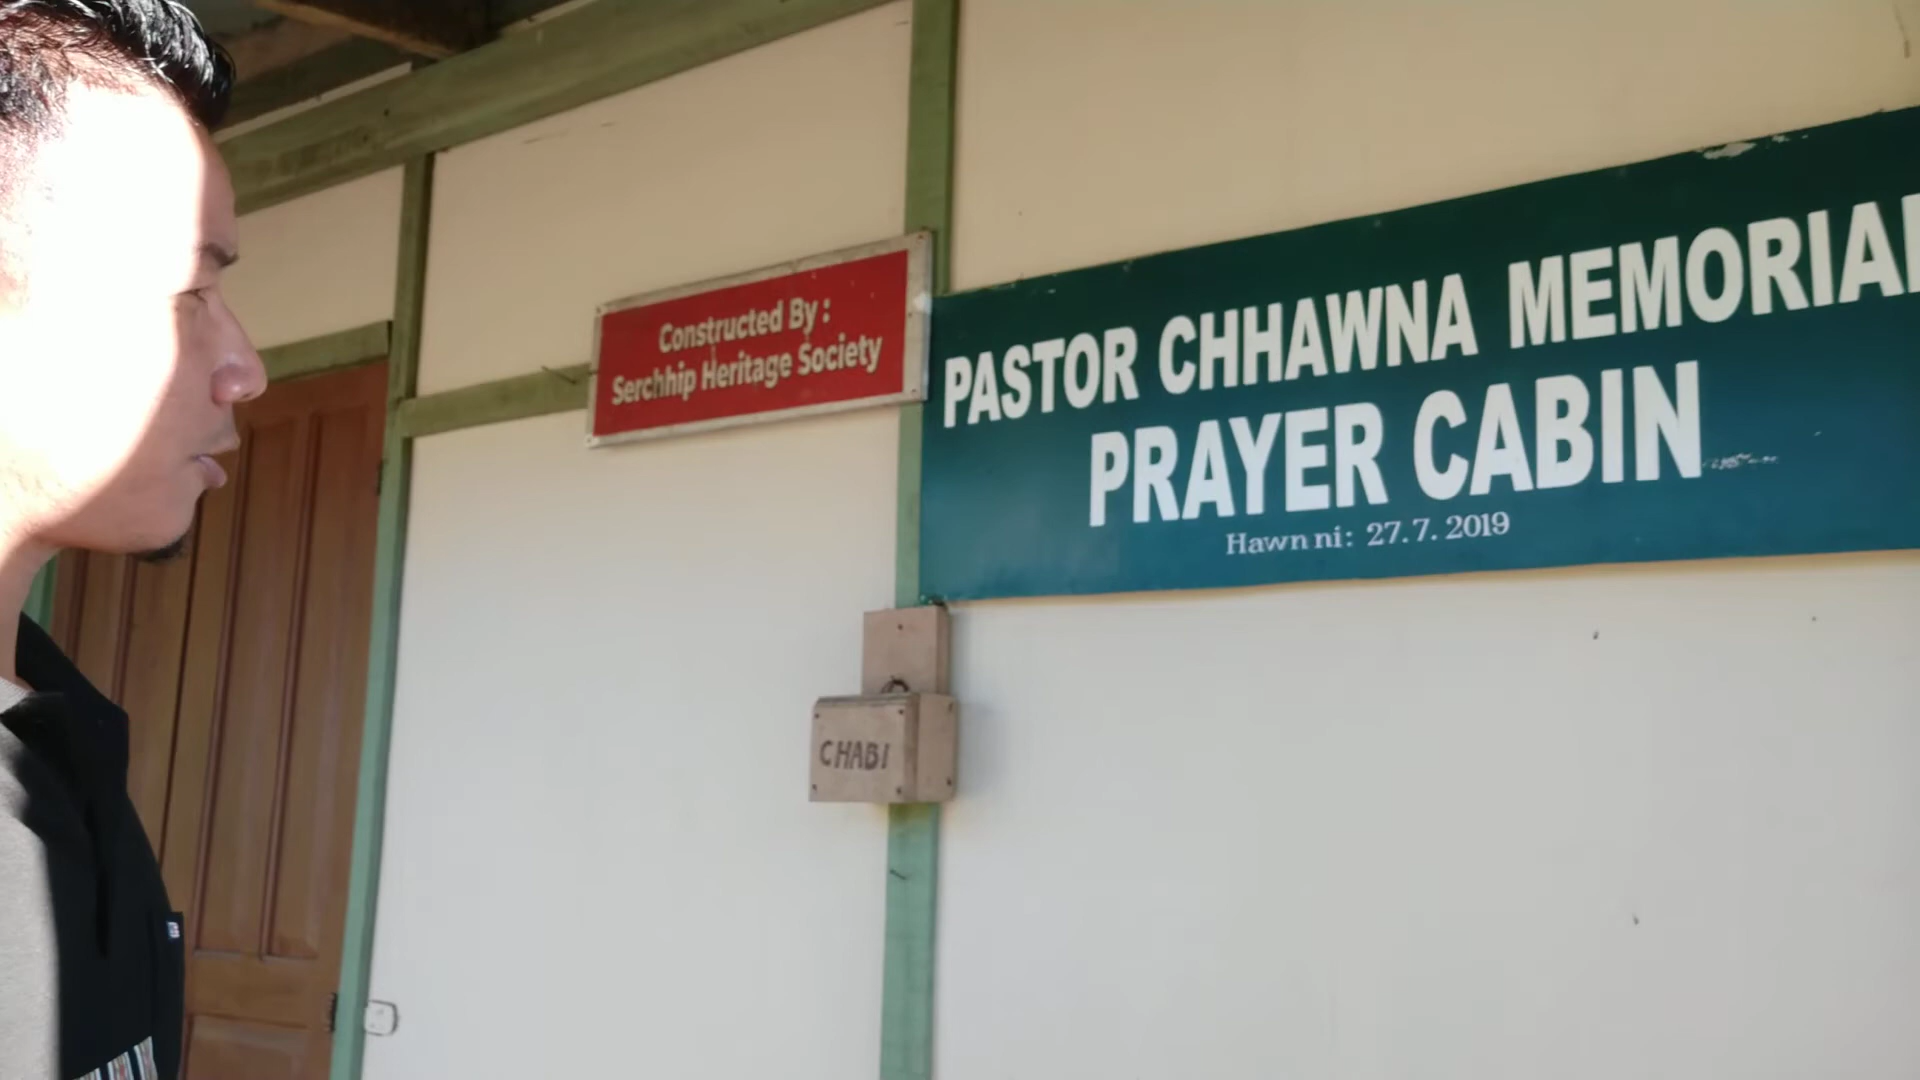 Constructed By :
Serchhip Heritage Society
PASTOR CHHAWNA MEMORIAL
PRAYER CABIN
Hawn ni: 27.7.2019
CHABI